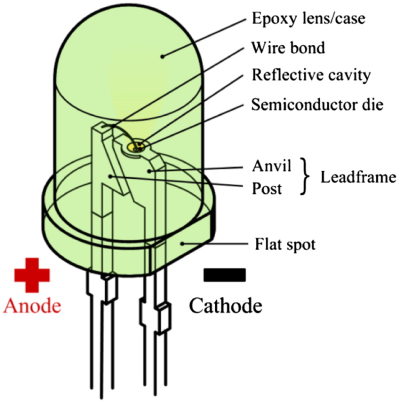 Epoxy lens/case
Wire bond
Reflective cavity
Semiconductor die
Anvil
Post
Leadframe
Flat spot
Anode
Cathode